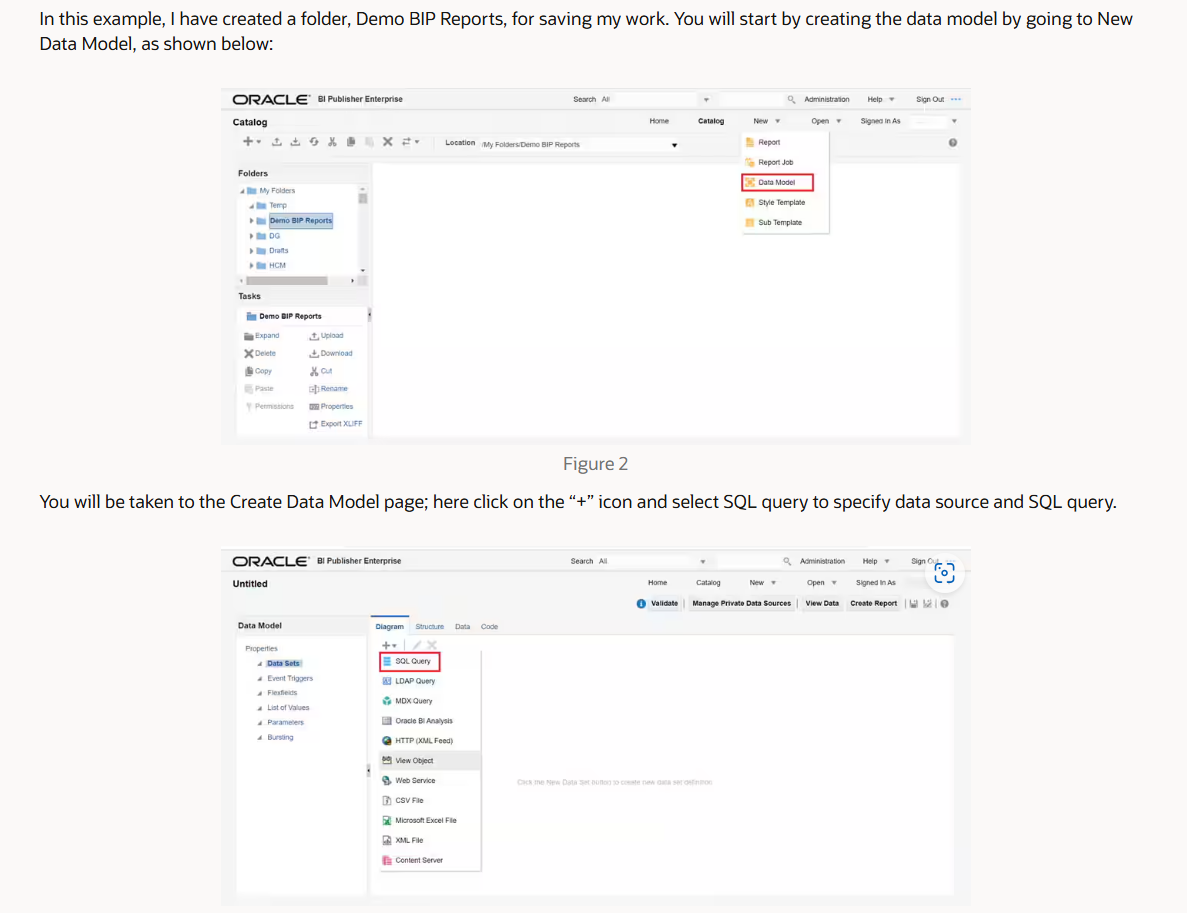 In this example, I have created a folder, Demo BIP Reports, for saving my work. You will start by creating the data model by going to New
Data Model, as shown below:
ORACLE BI Publisher Enterprise Search All Administration Help Sign Out
Catalog Home Catalog New Open Signed In As
Location /My Folders/Demo BIP Reports
Report
Report Job
Data Model
Style Template
Sub Template
Folders
My Folders
Temp
Demo BIP Reports
DG
Drafts
HCM
Tasks
Demo BIP Reports
Expand Upload
Delete Download
Copy Cut
Paste Rename
Permissions Properties
Export XLIFF
Figure 2
You will be taken to the Create Data Model page; here click on the “+” icon and select SQL query to specify data source and SQL query.
ORACLE BI Publisher Enterprise Search All Administration Help Sign
Untitled Home Catalog New Open Signed In As
Validate Manage Private Data Sources View Data Create Report
Data Model Diagram Structure Data Code
Properties
Data Sets
Event Triggers
Flexfields
List of Values
Parameters
Bursting
SQL Query
LDAP Query
MDX Query
Oracle BI Analysis
HTTP (XML Feed)
View Object
Web Service
CSV File
Microsoft Excel File
XML File
Content Server
Click the New Data Set button to create new data set definition